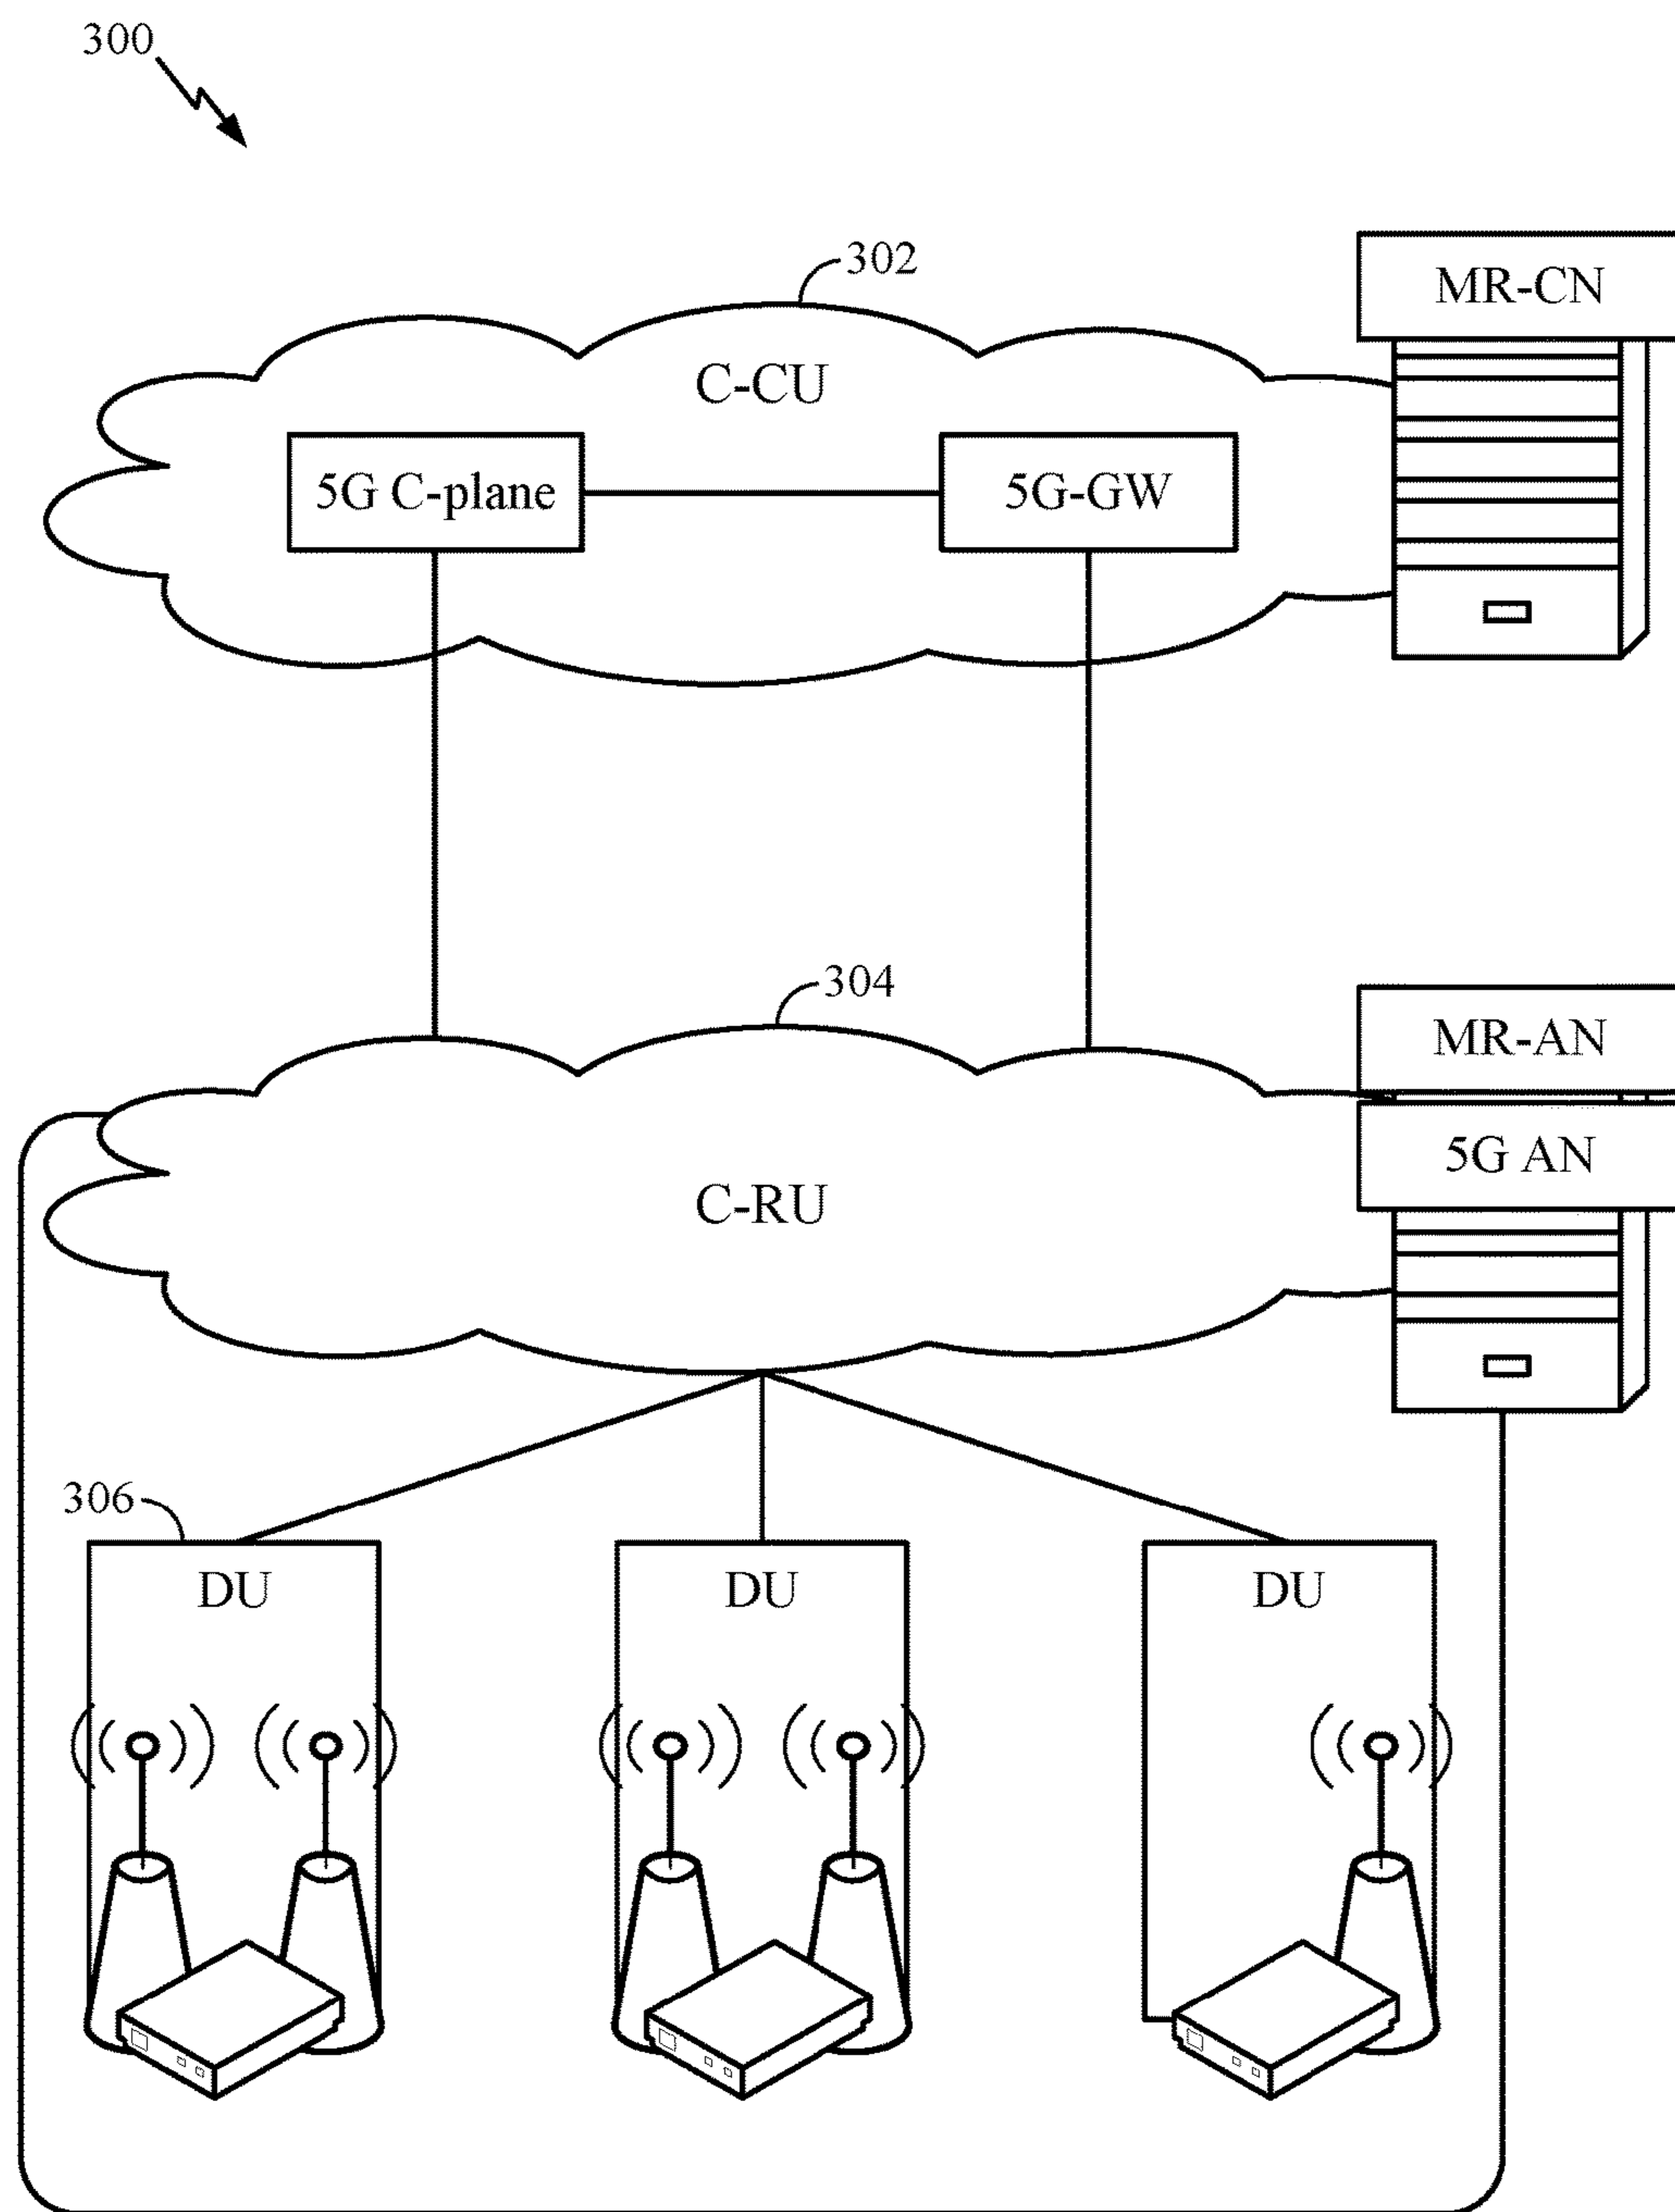 300
302
MR-CN
C-CU
5G C-plane
5G-GW
304
MR-AN
5G AN
C-RU
306
DU
DU
DU